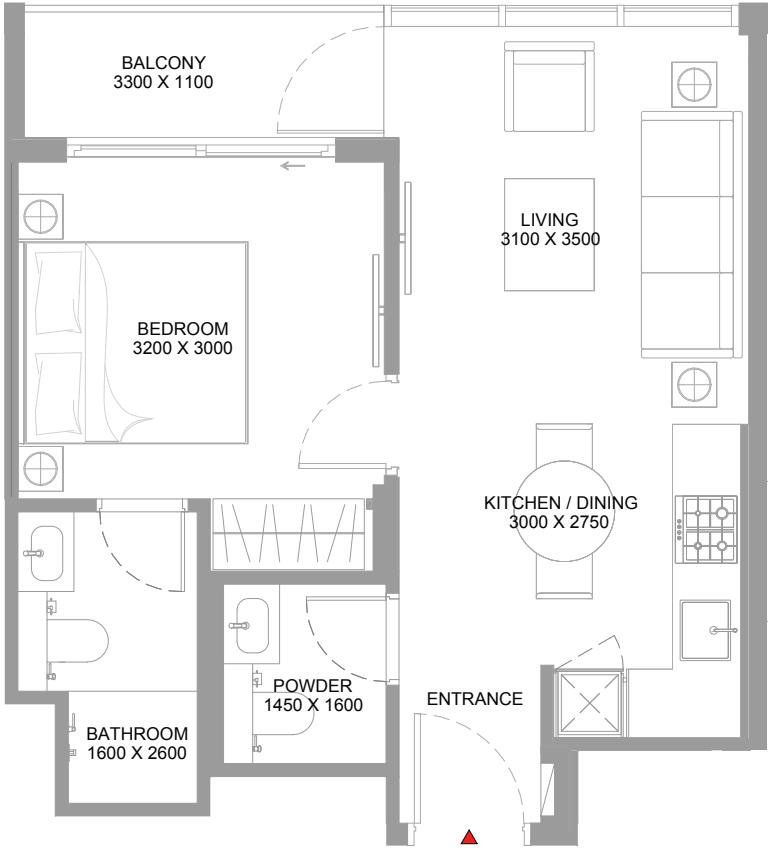 BALCONY
3300 X 1100
LIVING
3100 X 3500
BEDROOM
3200 X 3000
KITCHEN / DINING
3000 X 2750
POWDER
1450 X 1600
ENTRANCE
BATHROOM
1600 X 2600